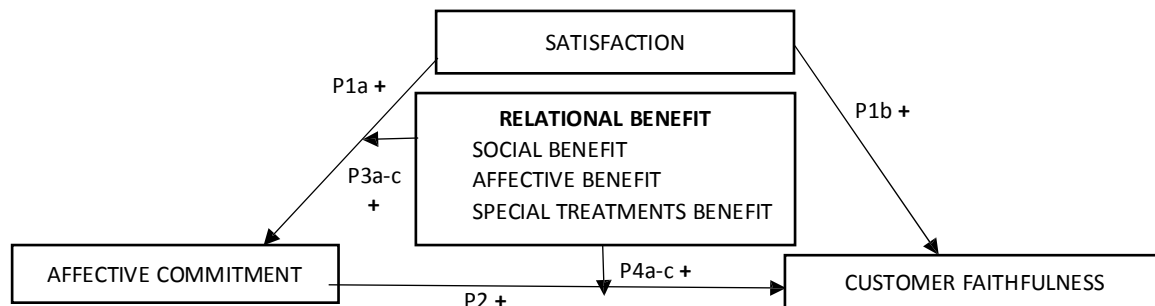 SATISFACTION
P1a +
P1b +
RELATIONAL BENEFIT
SOCIAL BENEFIT
AFFECTIVE BENEFIT
SPECIAL TREATMENTS BENEFIT
P3a-c
+
AFFECTIVE COMMITMENT
P4a-c +
CUSTOMER FAITHFULNESS
P2 +